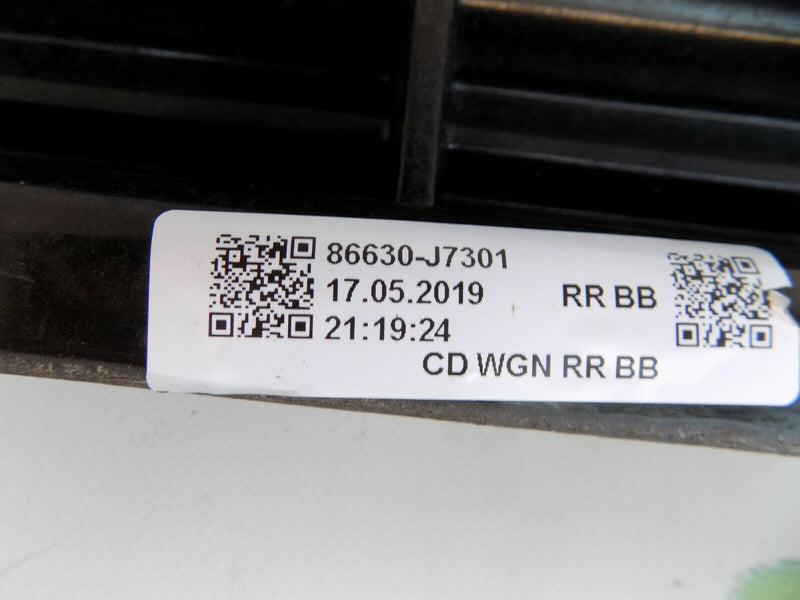 86630-J7301
17.05.2019 RR BB
21:19:24
CD WGN RR BB